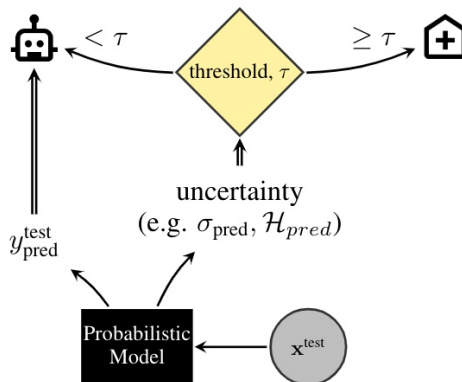 < τ
≥ τ
threshold, τ
uncertainty
(e.g. σ_pred, ℋ_pred)
y_pred^test
Probabilistic
Model
x^test